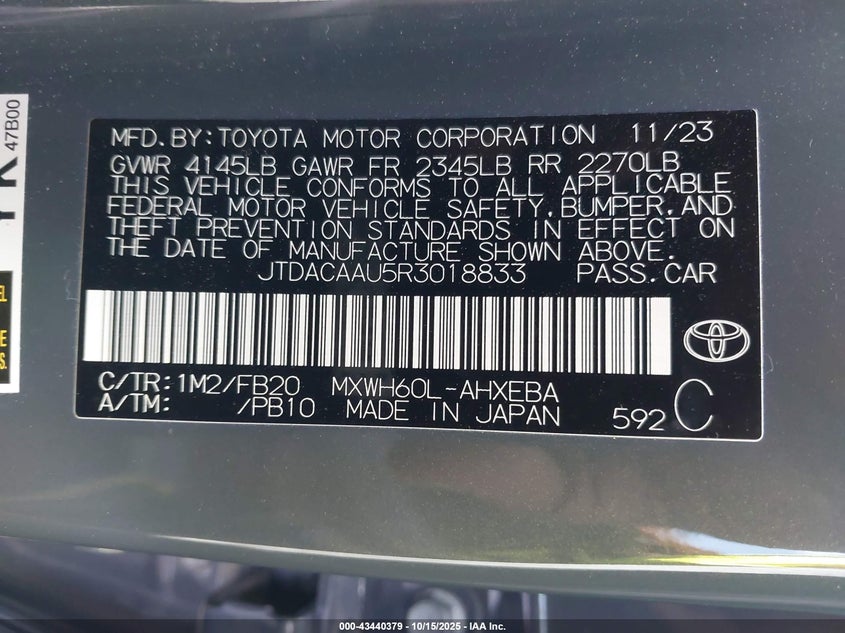 47B00
YK
EL
E
S.
MFD.BY:TOYOTA MOTOR CORPORATION 11/23
GVWR 4145LB GAWR FR 2345LB RR 2270LB
THIS VEHICLE CONFORMS TO ALL APPLICABLE
FEDERAL MOTOR VEHICLE SAFETY,BUMPER,AND
THEFT PREVENTION STANDARDS IN EFFECT ON
THE DATE OF MANUFACTURE SHOWN ABOVE.
JTDACAAU5R3018833 PASS.CAR
C/TR:1M2/FB20 MXWH60L-AHXEBA
A/TM: /PB10 MADE IN JAPAN 592 C
000-43440379 - 10/15/2025 - IAA Inc.